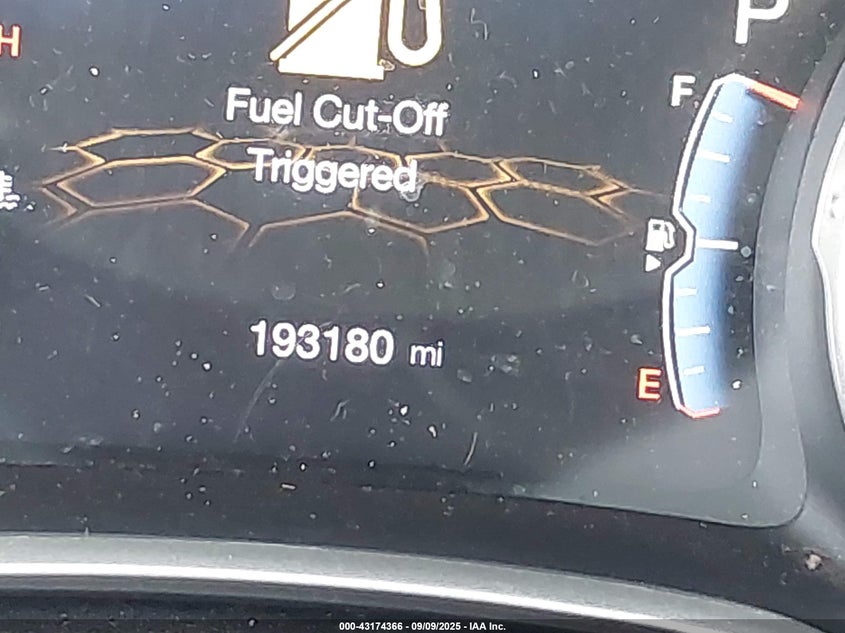 P
H
F
Fuel Cut-Off
Triggered
193180 mi
E
000-43174366 - 09/09/2025 - IAA Inc.